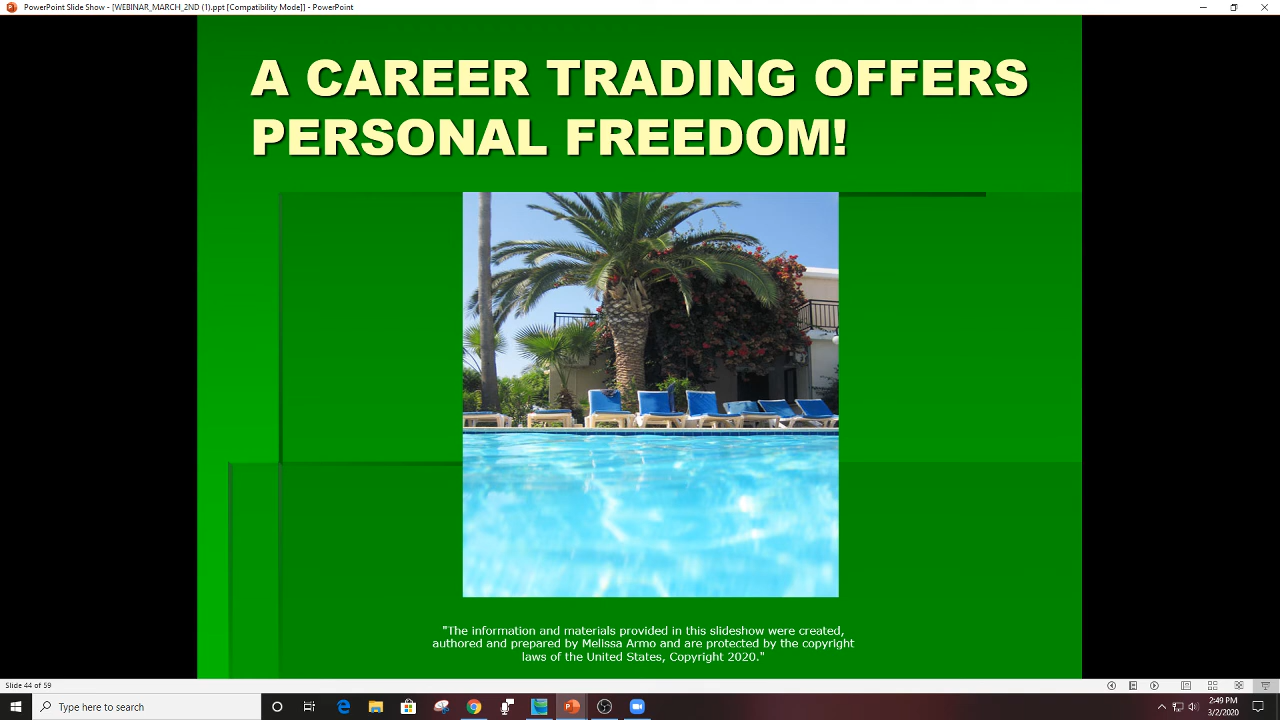 PowerPoint Slide Show - [WEBINAR_MARCH_2ND (1).ppt [Compatibility Mode]] - PowerPoint
A CAREER TRADING OFFERS
PERSONAL FREEDOM!
"The information and materials provided in this slideshow were created,
authored and prepared by Melissa Armo and are protected by the copyright
laws of the United States, Copyright 2020."
Slide 44 of 59
Type here to search
2:49 PM
3/2/2020